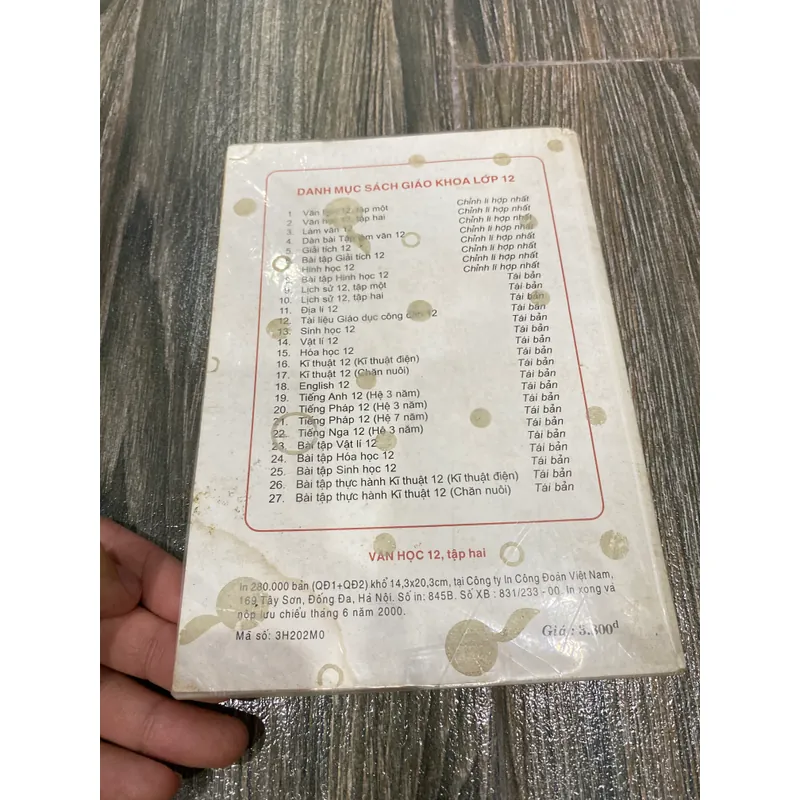 DANH MỤC SÁCH GIÁO KHOA LỚP 12
1. Văn học 12, tập một Chỉnh lí hợp nhất
2. Văn học 12, tập hai Chỉnh lí hợp nhất
3. Làm văn 12 Chỉnh lí hợp nhất
4. Dàn bài Tập làm văn 12 Chỉnh lí hợp nhất
5. Giải tích 12 Chỉnh lí hợp nhất
6. Bài tập Giải tích 12 Chỉnh lí hợp nhất
7. Hình học 12 Chỉnh lí hợp nhất
8. Bài tập Hình học 12 Chỉnh lí hợp nhất
9. Lịch sử 12, tập một Tái bản
10. Lịch sử 12, tập hai Tái bản
11. Địa lí 12 Tái bản
12. Tài liệu Giáo dục công dân 12 Tái bản
13. Sinh học 12 Tái bản
14. Vật lí 12 Tái bản
15. Hóa học 12 Tái bản
16. Kĩ thuật 12 (Kĩ thuật điện) Tái bản
17. Kĩ thuật 12 (Chăn nuôi) Tái bản
18. English 12 Tái bản
19. Tiếng Anh 12 (Hệ 3 năm) Tái bản
20. Tiếng Pháp 12 (Hệ 3 năm) Tái bản
21. Tiếng Pháp 12 (Hệ 7 năm) Tái bản
22. Tiếng Nga 12 (Hệ 3 năm) Tái bản
23. Bài tập Vật lí 12 Tái bản
24. Bài tập Hóa học 12 Tái bản
25. Bài tập Sinh học 12 Tái bản
26. Bài tập thực hành Kĩ thuật 12 (Kĩ thuật điện) Tái bản
27. Bài tập thực hành Kĩ thuật 12 (Chăn nuôi) Tái bản
VĂN HỌC 12, tập hai
In 280.000 bản (QĐ1+QĐ2) khổ 14,3x20,3cm, tại Công ty In Công Đoàn Việt Nam,
169 Tây Sơn, Đống Đa, Hà Nội. Số in: 845B. Số XB : 831/233 - 00. In xong và
nộp lưu chiểu tháng 6 năm 2000.
Mã số: 3H202M0 Giá : 3.300đ